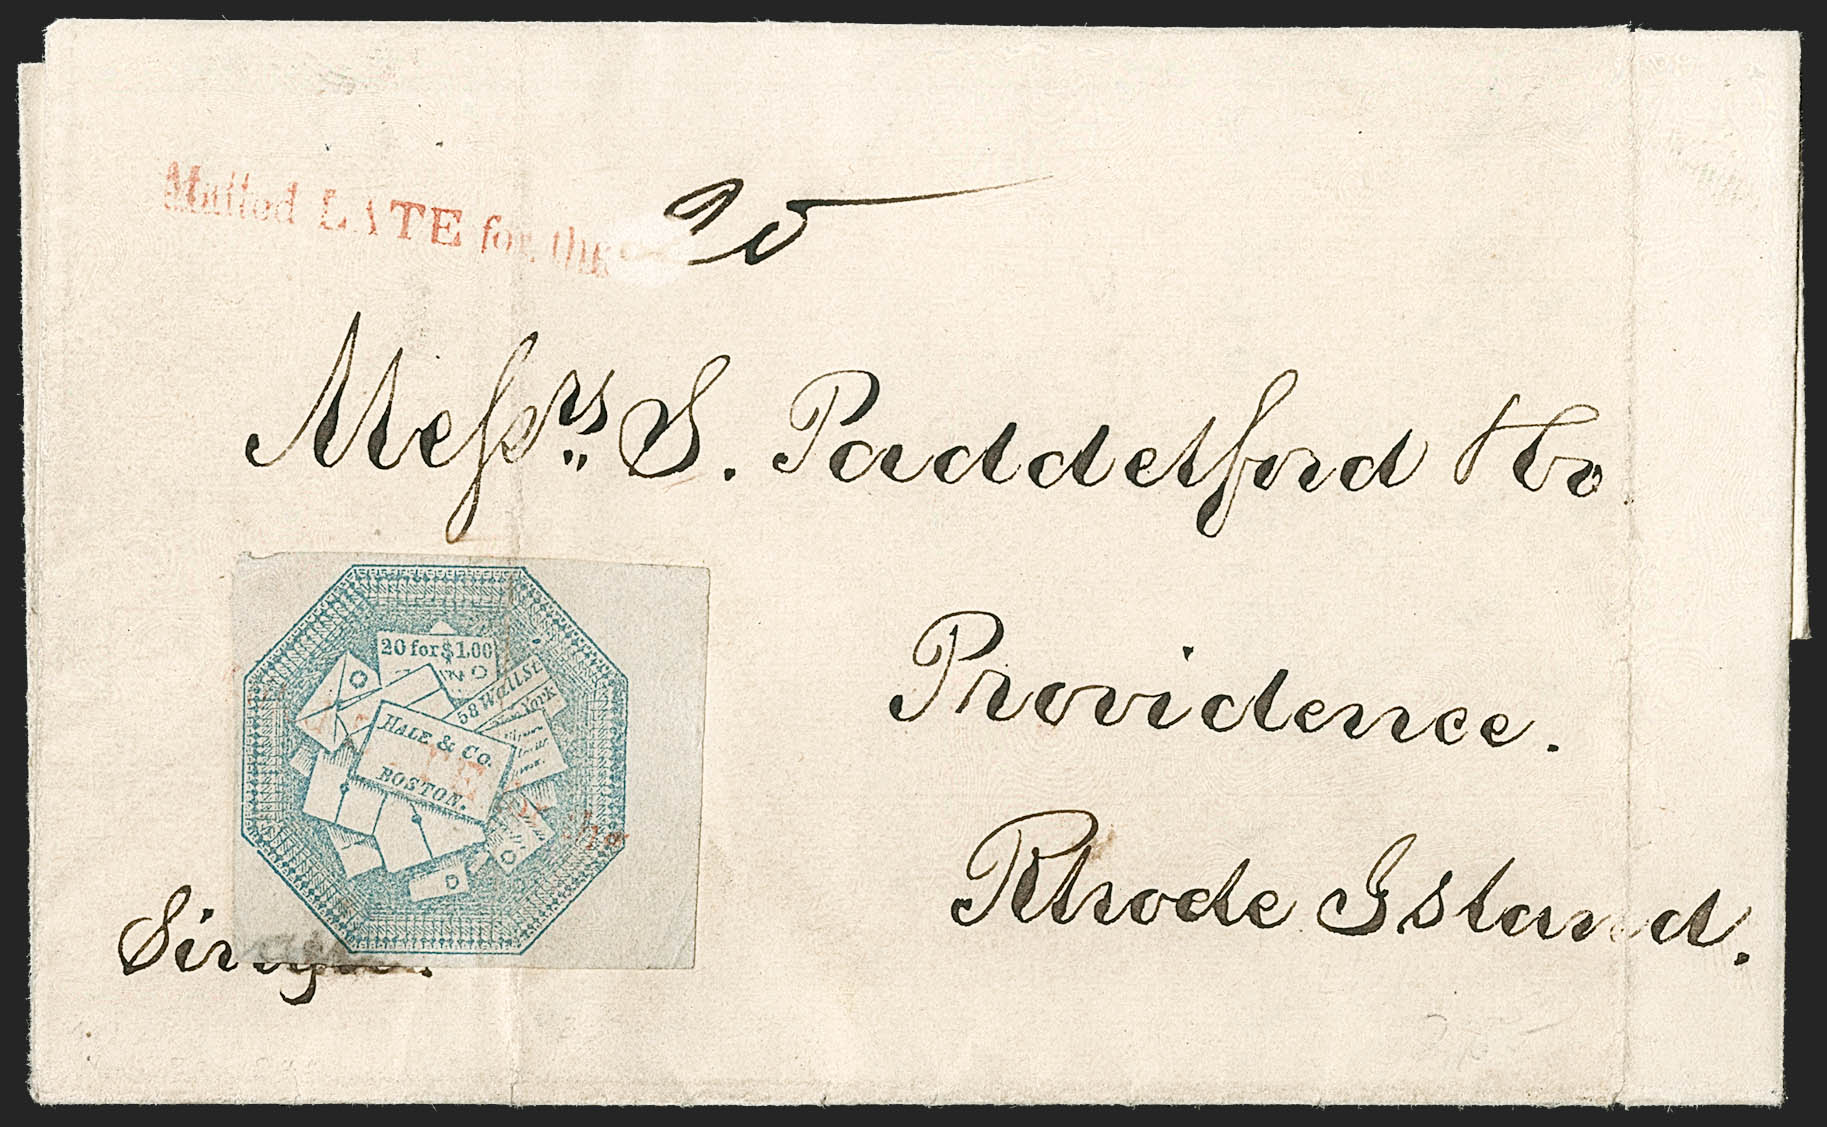 Mailed LATE for the
Messrs. S. Paddelford & Co
Providence.
Rhode Island.
20 for $1.00
58 Wall St
New York
HALE & Co.
BOSTON.
Single.